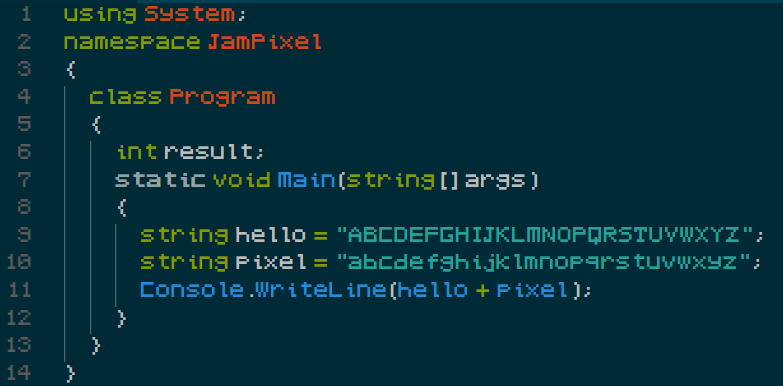 1 using System;
2 namespace JamPixel
3 {
4 class Program
5 {
6 int result;
7 static void Main(string[] args)
8 {
9 string hello = "ABCDEFGHIJKLMNOPQRSTUVWXYZ";
10 string pixel = "abcdefghijklmnopqrstuvwxyz";
11 Console.WriteLine(hello + pixel);
12 }
13 }
14 }